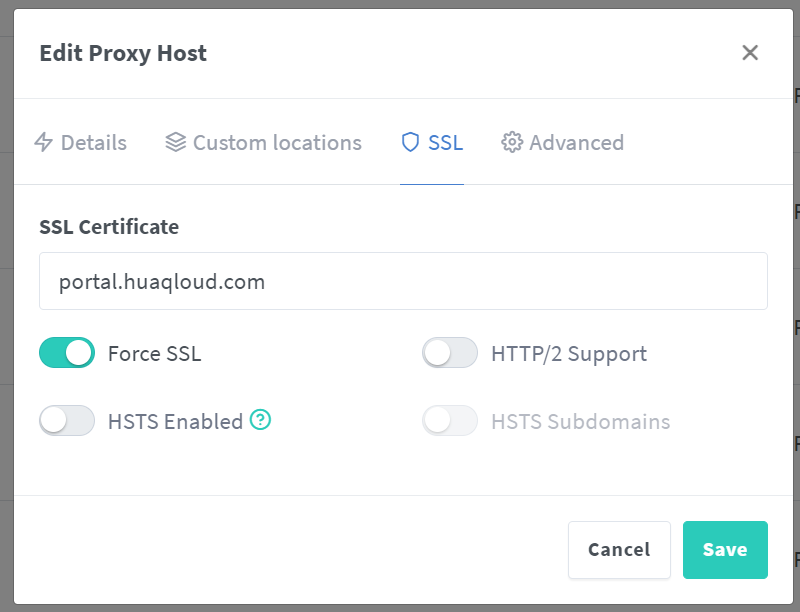 Edit Proxy Host
Details Custom locations SSL Advanced
SSL Certificate
portal.huaqloud.com
Force SSL HTTP/2 Support
HSTS Enabled HSTS Subdomains
Cancel Save